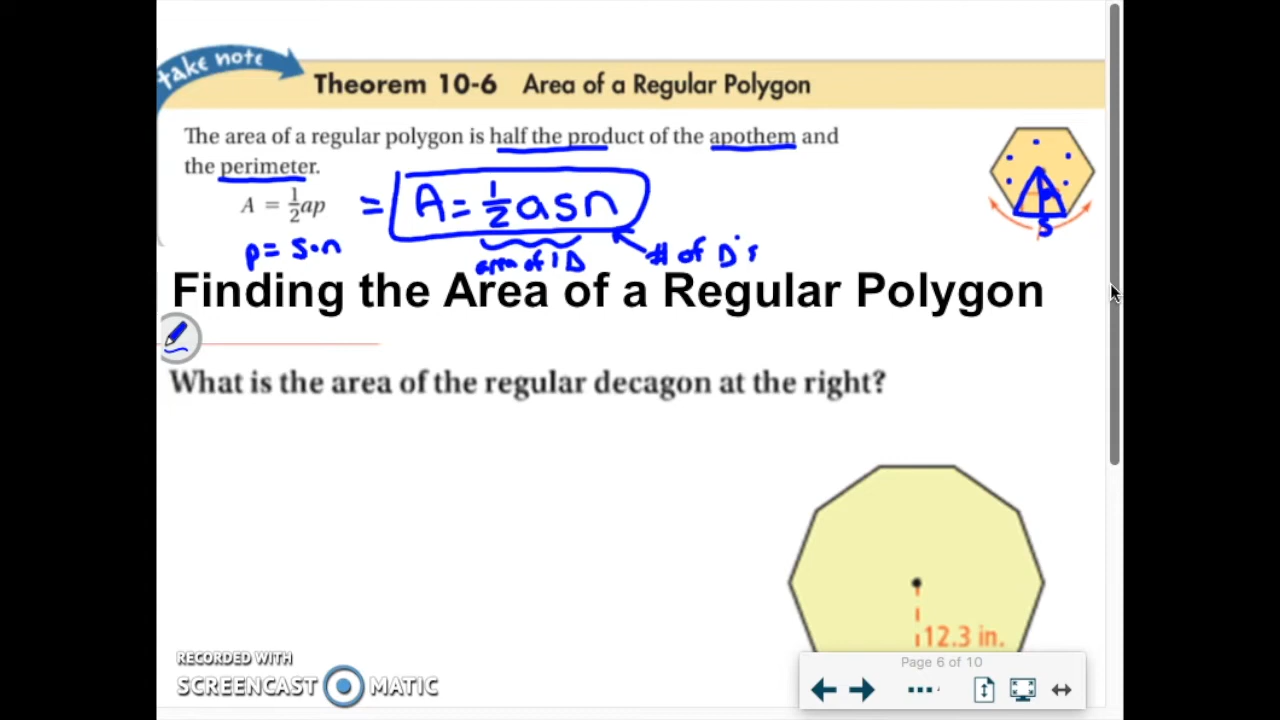 take note
Theorem 10-6 Area of a Regular Polygon
The area of a regular polygon is half the product of the apothem and
the perimeter.
A = 1/2 ap = A = 1/2 a s n
s
p = s·n area of 1 Δ # of Δ's
Finding the Area of a Regular Polygon
What is the area of the regular decagon at the right?
12.3 in.
RECORDED WITH
SCREENCAST MATIC
Page 6 of 10